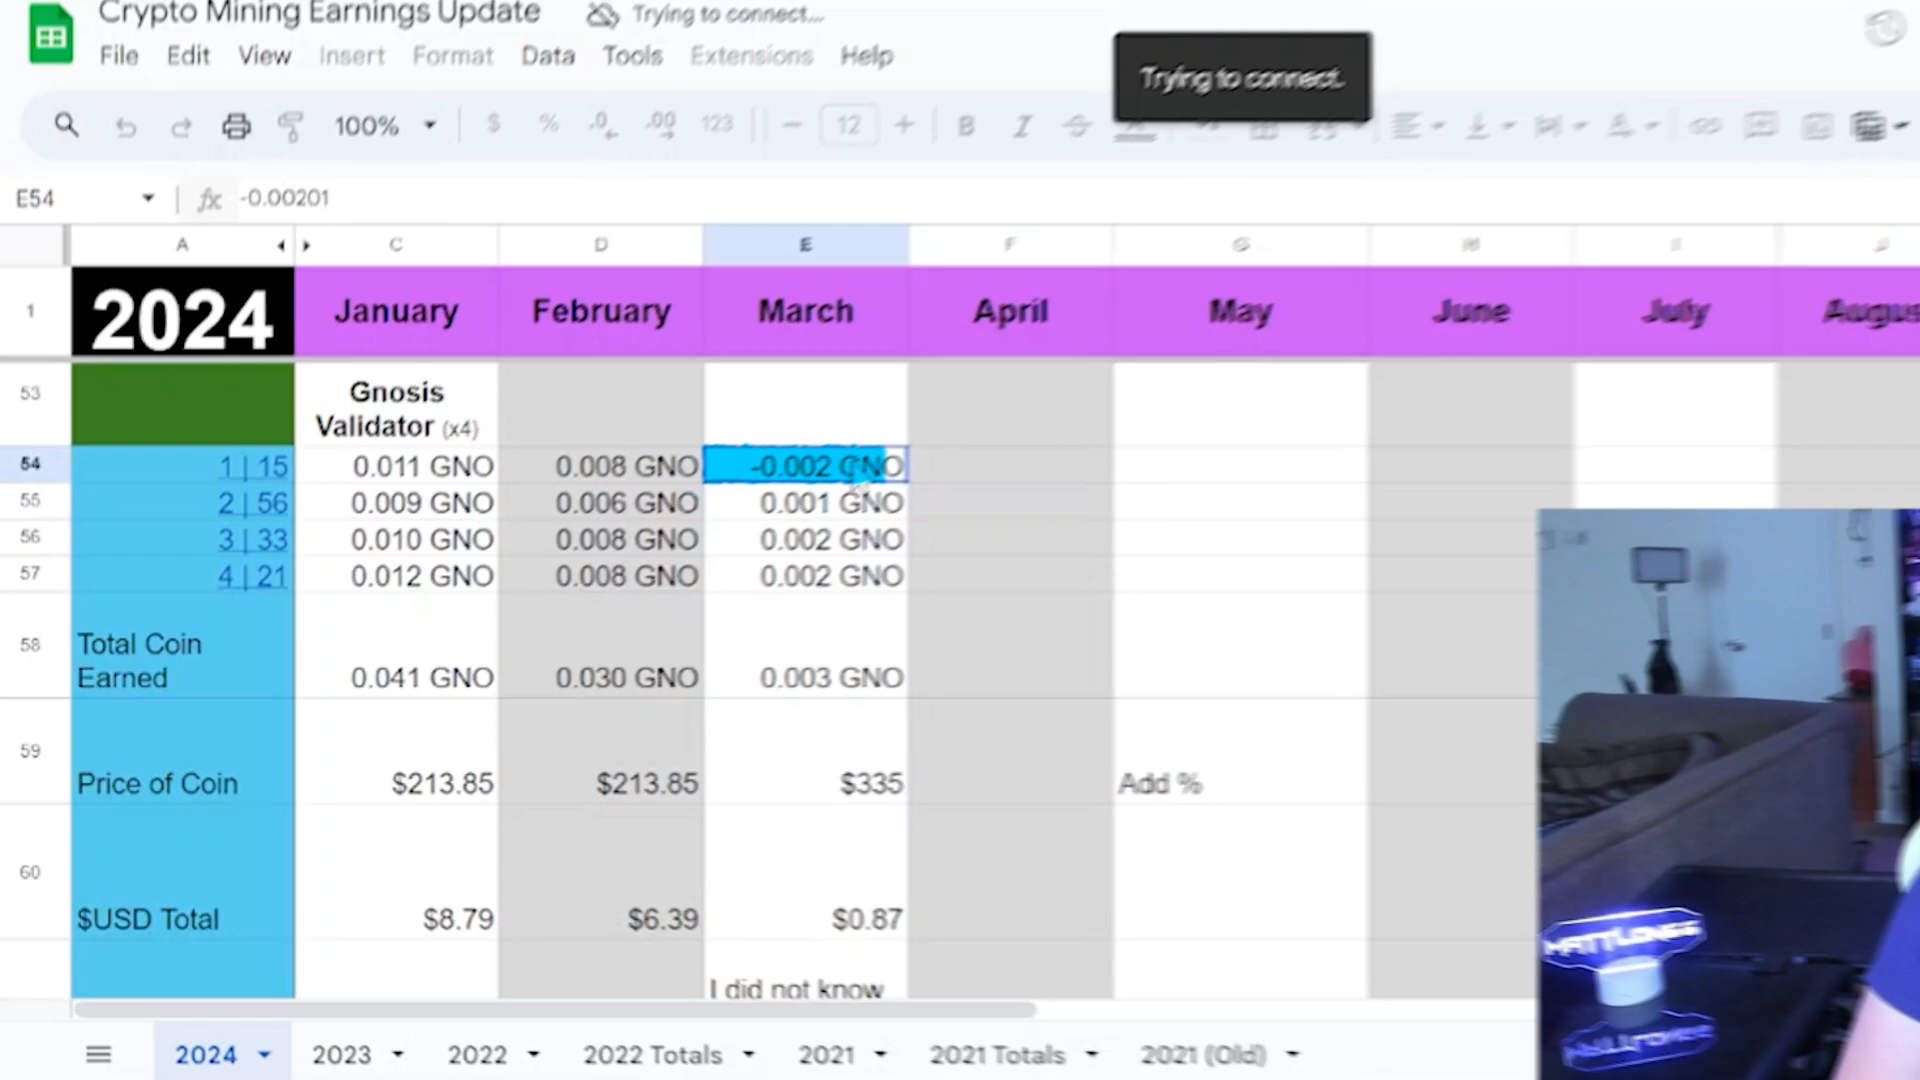 Crypto Mining Earnings Update Trying to connect...
File Edit View Insert Format Data Tools Extensions Help
Trying to connect.
100% $ % .0 .00 123 12 B I
E54 fx -0.00201
A C D E F G
1 2024 January February March April May June July
53 Gnosis
Validator (x4)
54 1 | 15 0.011 GNO 0.008 GNO -0.002 GNO
55 2 | 56 0.009 GNO 0.006 GNO 0.001 GNO
56 3 | 33 0.010 GNO 0.008 GNO 0.002 GNO
57 4 | 21 0.012 GNO 0.008 GNO 0.002 GNO
58 Total Coin
Earned 0.041 GNO 0.030 GNO 0.003 GNO
59 Price of Coin $213.85 $213.85 $335 Add %
60 $USD Total $8.79 $6.39 $0.87
I did not know
2024 2023 2022 2022 Totals 2021 2021 Totals 2021 (Old)